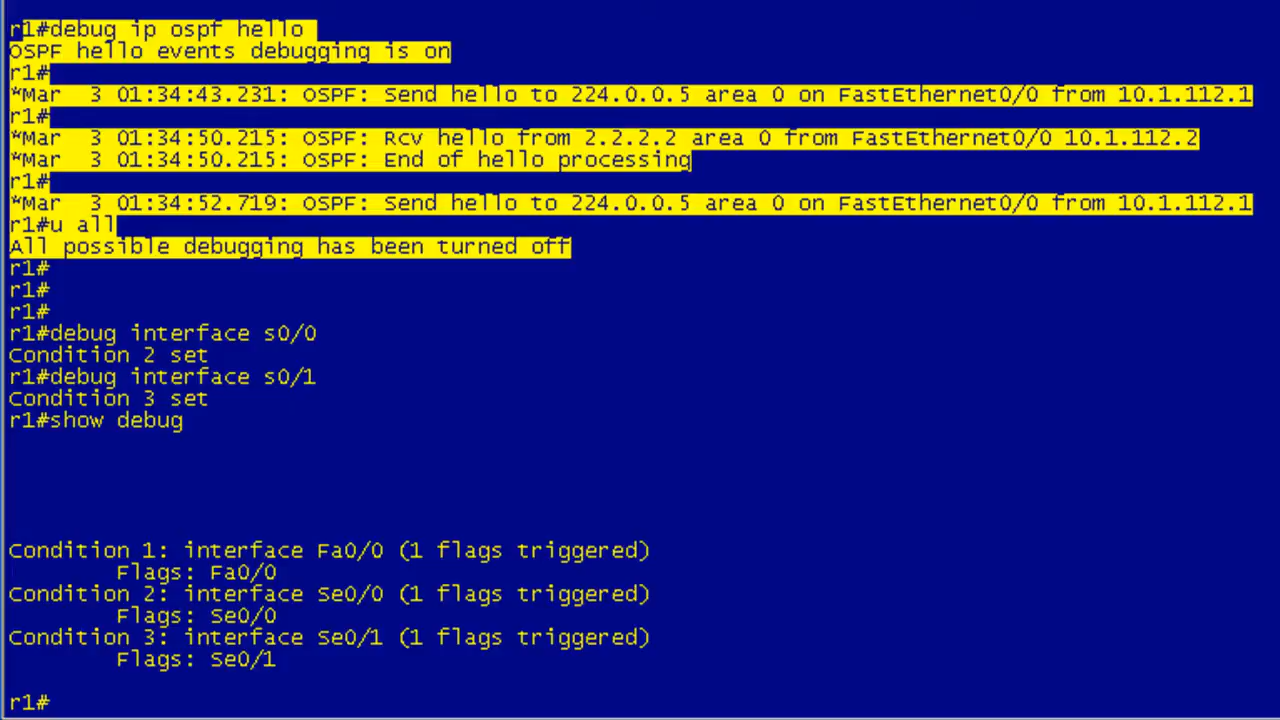 r1#debug ip ospf hello
OSPF hello events debugging is on
r1#
*Mar  3 01:34:43.231: OSPF: Send hello to 224.0.0.5 area 0 on FastEthernet0/0 from 10.1.112.1
r1#
*Mar  3 01:34:50.215: OSPF: Rcv hello from 2.2.2.2 area 0 from FastEthernet0/0 10.1.112.2
*Mar  3 01:34:50.215: OSPF: End of hello processing
r1#
*Mar  3 01:34:52.719: OSPF: Send hello to 224.0.0.5 area 0 on FastEthernet0/0 from 10.1.112.1
r1#u all
All possible debugging has been turned off
r1#
r1#
r1#
r1#debug interface s0/0
Condition 2 set
r1#debug interface s0/1
Condition 3 set
r1#show debug
Condition 1: interface Fa0/0 (1 flags triggered)
        Flags: Fa0/0
Condition 2: interface Se0/0 (1 flags triggered)
        Flags: Se0/0
Condition 3: interface Se0/1 (1 flags triggered)
        Flags: Se0/1
r1#